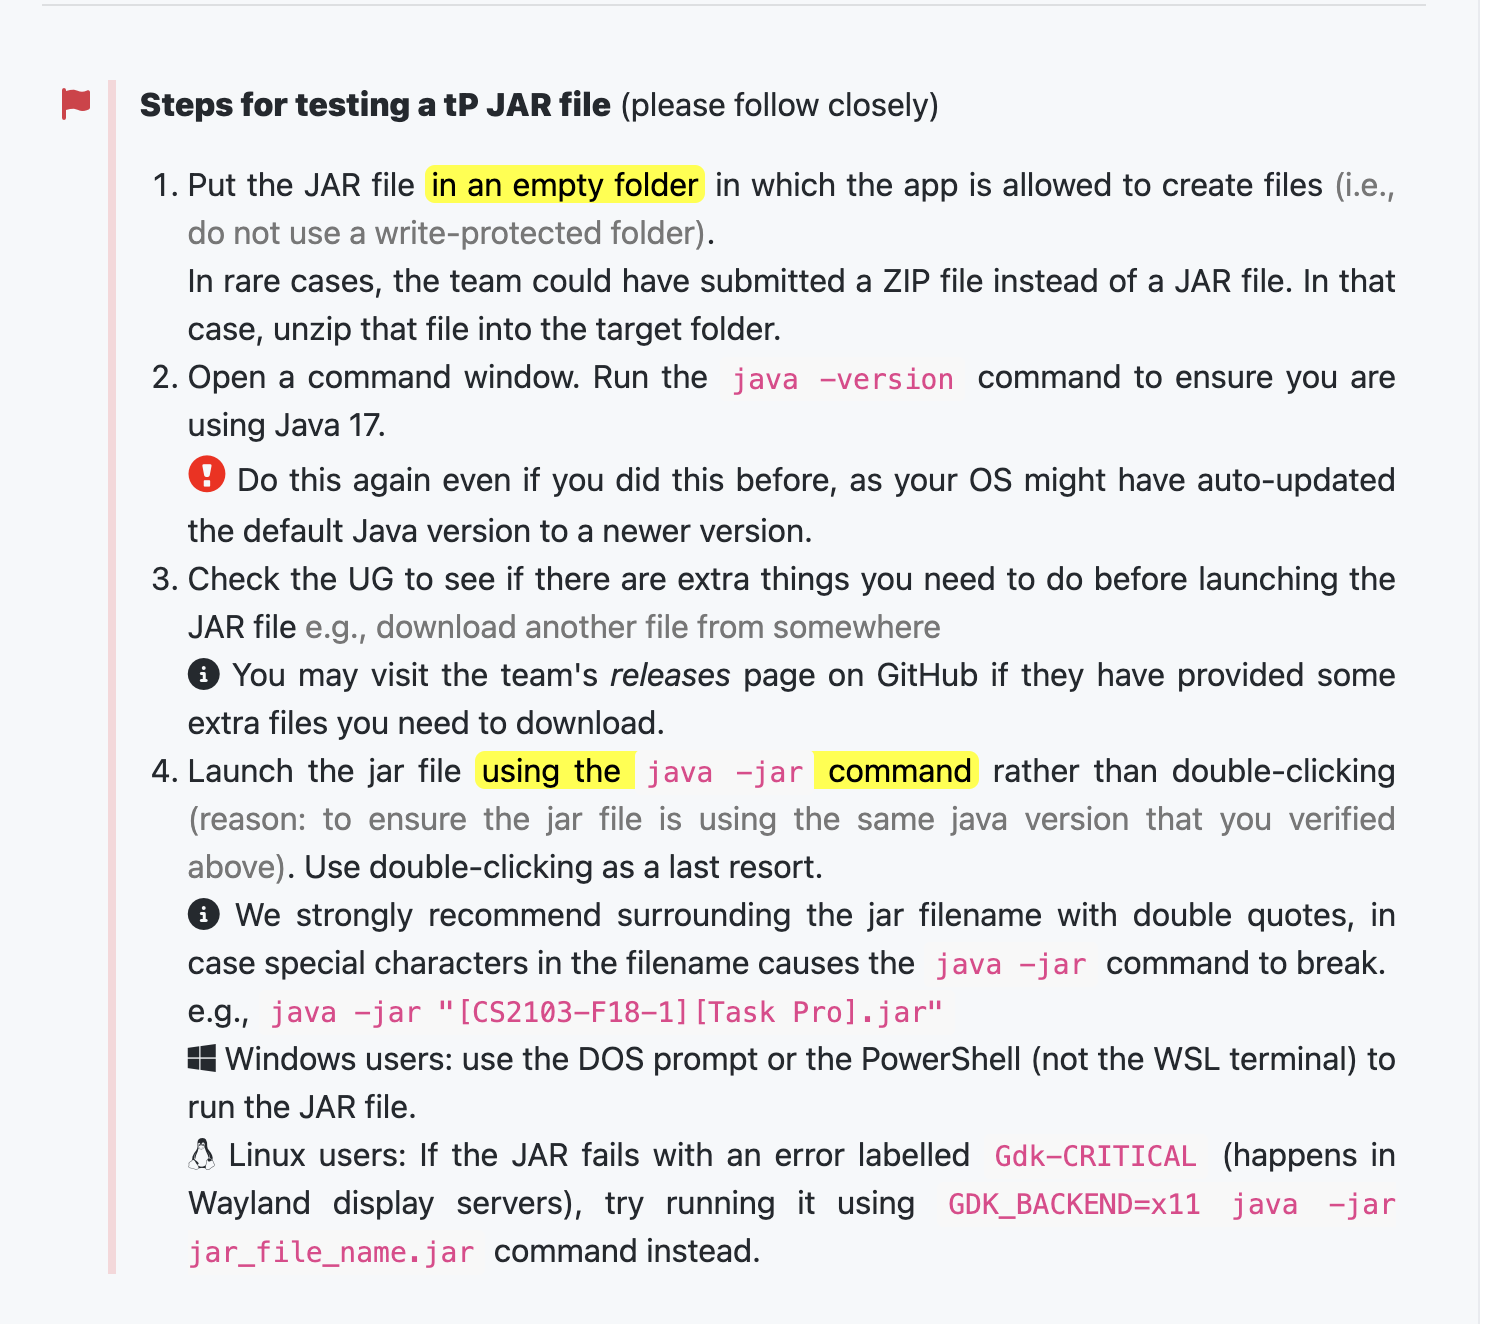 Steps for testing a tP JAR file (please follow closely)
1. Put the JAR file in an empty folder in which the app is allowed to create files (i.e.,
do not use a write-protected folder).
In rare cases, the team could have submitted a ZIP file instead of a JAR file. In that
case, unzip that file into the target folder.
2. Open a command window. Run the java -version command to ensure you are
using Java 17.
Do this again even if you did this before, as your OS might have auto-updated
the default Java version to a newer version.
3. Check the UG to see if there are extra things you need to do before launching the
JAR file e.g., download another file from somewhere
You may visit the team's releases page on GitHub if they have provided some
extra files you need to download.
4. Launch the jar file using the java -jar command rather than double-clicking
(reason: to ensure the jar file is using the same java version that you verified
above). Use double-clicking as a last resort.
We strongly recommend surrounding the jar filename with double quotes, in
case special characters in the filename causes the java -jar command to break.
e.g., java -jar "[CS2103-F18-1][Task Pro].jar"
Windows users: use the DOS prompt or the PowerShell (not the WSL terminal) to
run the JAR file.
Linux users: If the JAR fails with an error labelled Gdk-CRITICAL (happens in
Wayland display servers), try running it using GDK_BACKEND=x11 java -jar
jar_file_name.jar command instead.